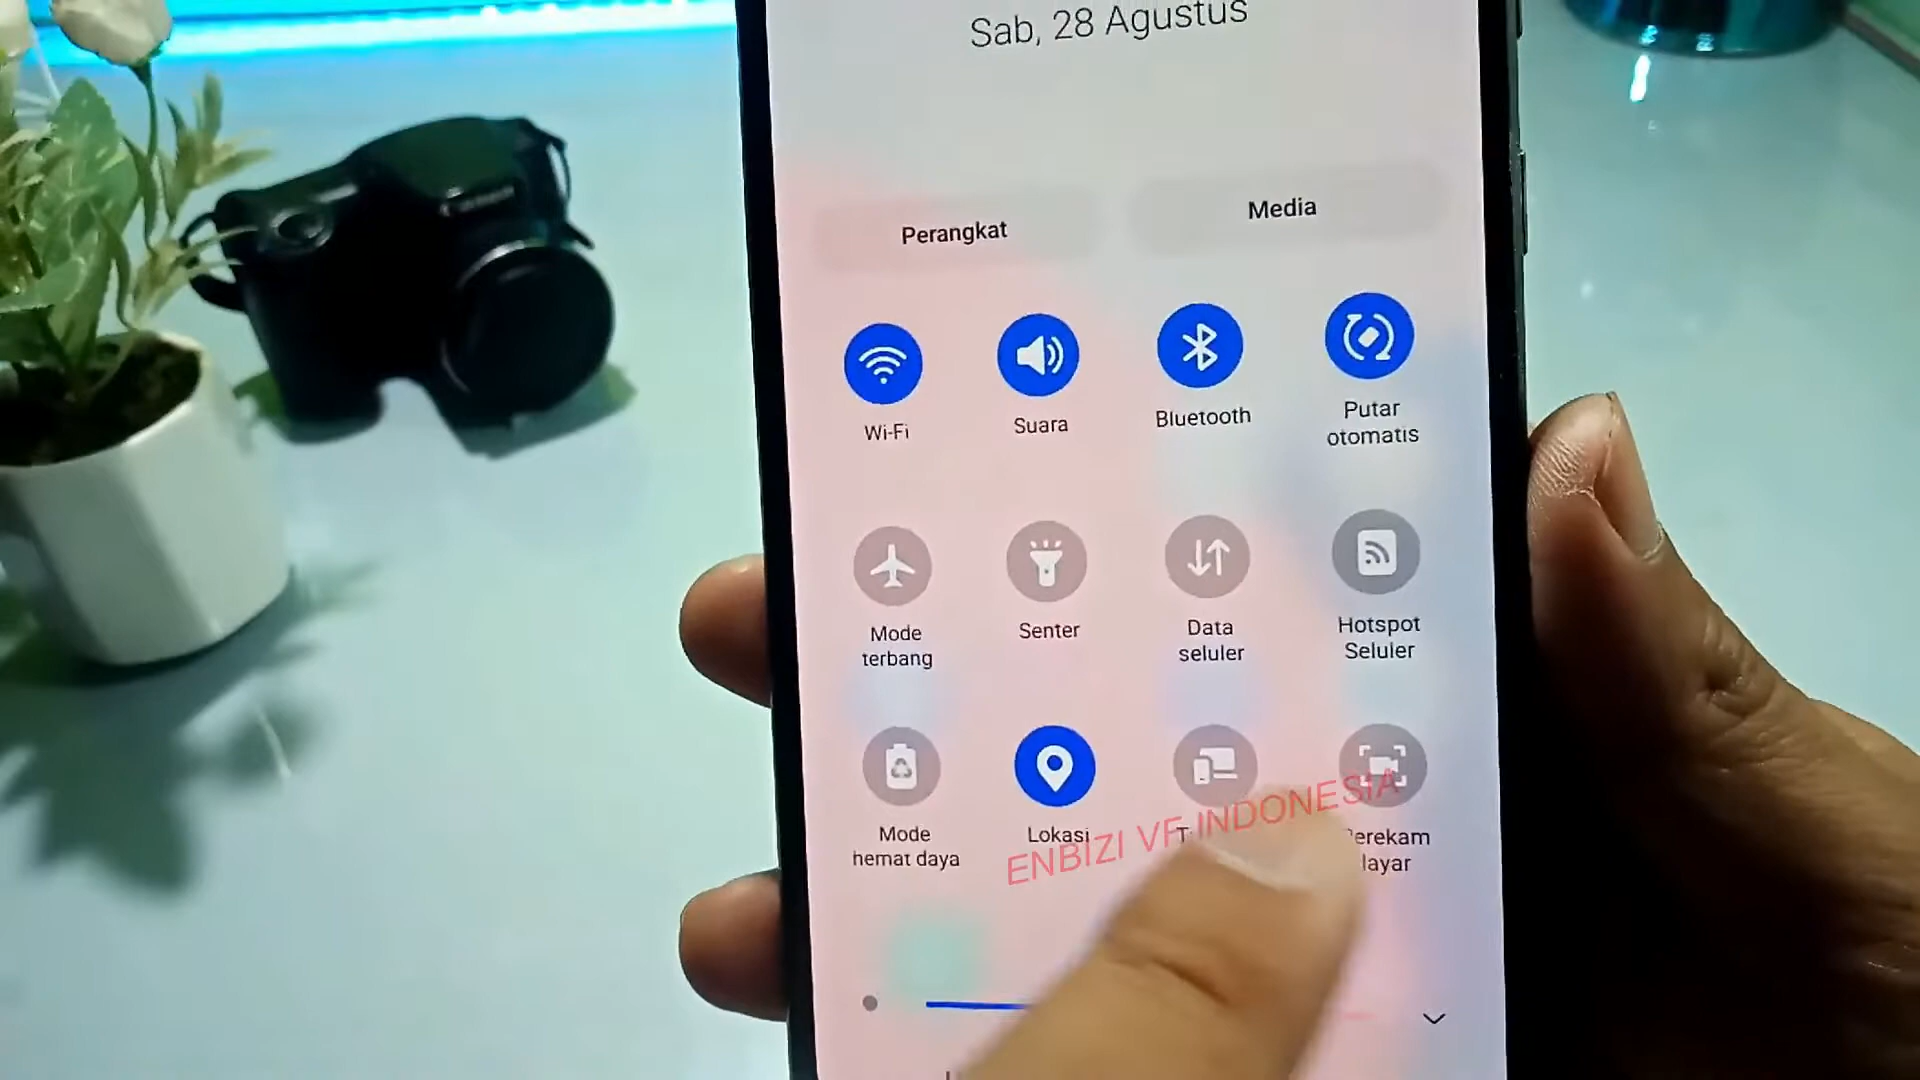 Sab, 28 Agustus
Perangkat
Media
Wi-Fi
Suara
Bluetooth
Putar
otomatis
Mode
terbang
Senter
Data
seluler
Hotspot
Seluler
Mode
hemat daya
Lokasi
layar
ENBIZI VF INDONESIA